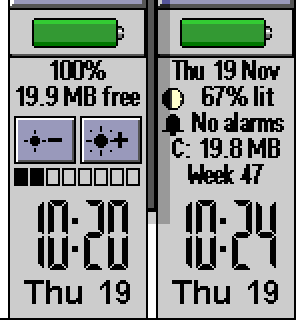 100%
19.9 MB free
10:20
Thu 19
Thu 19 Nov
67% lit
No alarms
C: 19.8 MB
Week 47
10:24
Thu 19